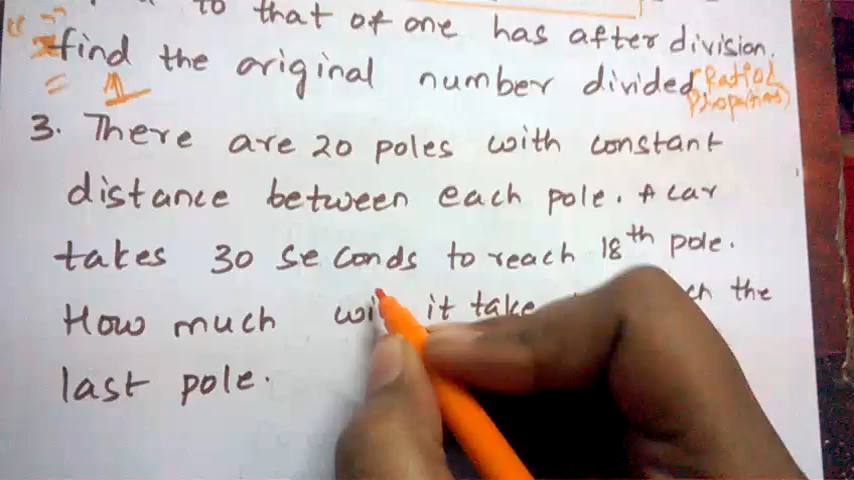 to that of one has after division.
find the original number divided
3. There are 20 poles with constant
distance between each pole. A car
takes 30 seconds to reach 18th pole.
How much it take the
last pole.